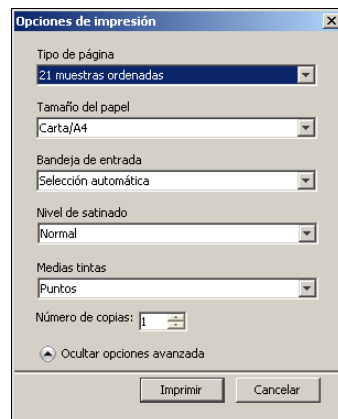 Opciones de impresión
Tipo de página
21 muestras ordenadas
Tamaño del papel
Carta/A4
Bandeja de entrada
Selección automática
Nivel de satinado
Normal
Medias tintas
Puntos
Número de copias: 1
Ocultar opciones avanzada
Imprimir Cancelar